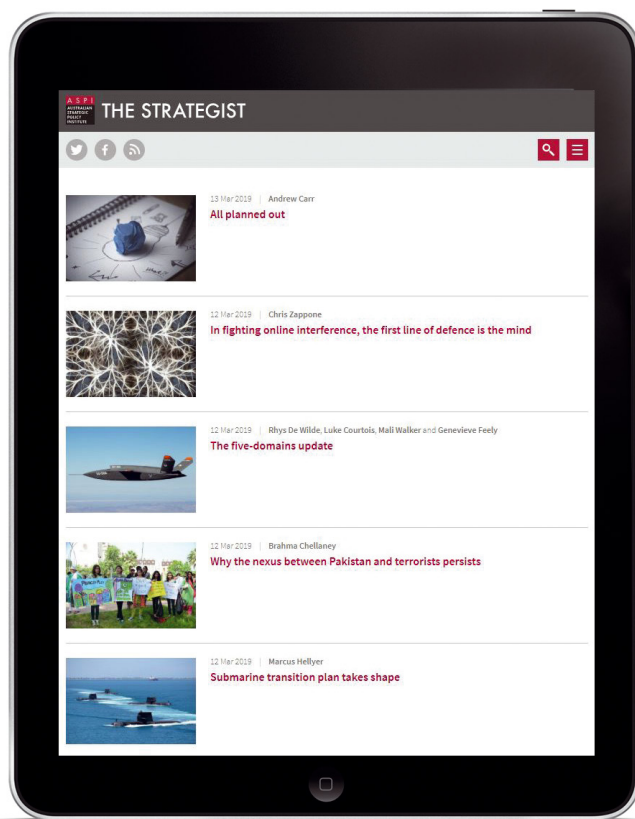 ASPI
AUSTRALIAN
STRATEGIC
POLICY
INSTITUTE
THE STRATEGIST
13 Mar 2019 | Andrew Carr
All planned out
12 Mar 2019 | Chris Zappone
In fighting online interference, the first line of defence is the mind
12 Mar 2019 | Rhys De Wilde, Luke Courtois, Mali Walker and Genevieve Feely
The five-domains update
12 Mar 2019 | Brahma Chellaney
Why the nexus between Pakistan and terrorists persists
12 Mar 2019 | Marcus Hellyer
Submarine transition plan takes shape